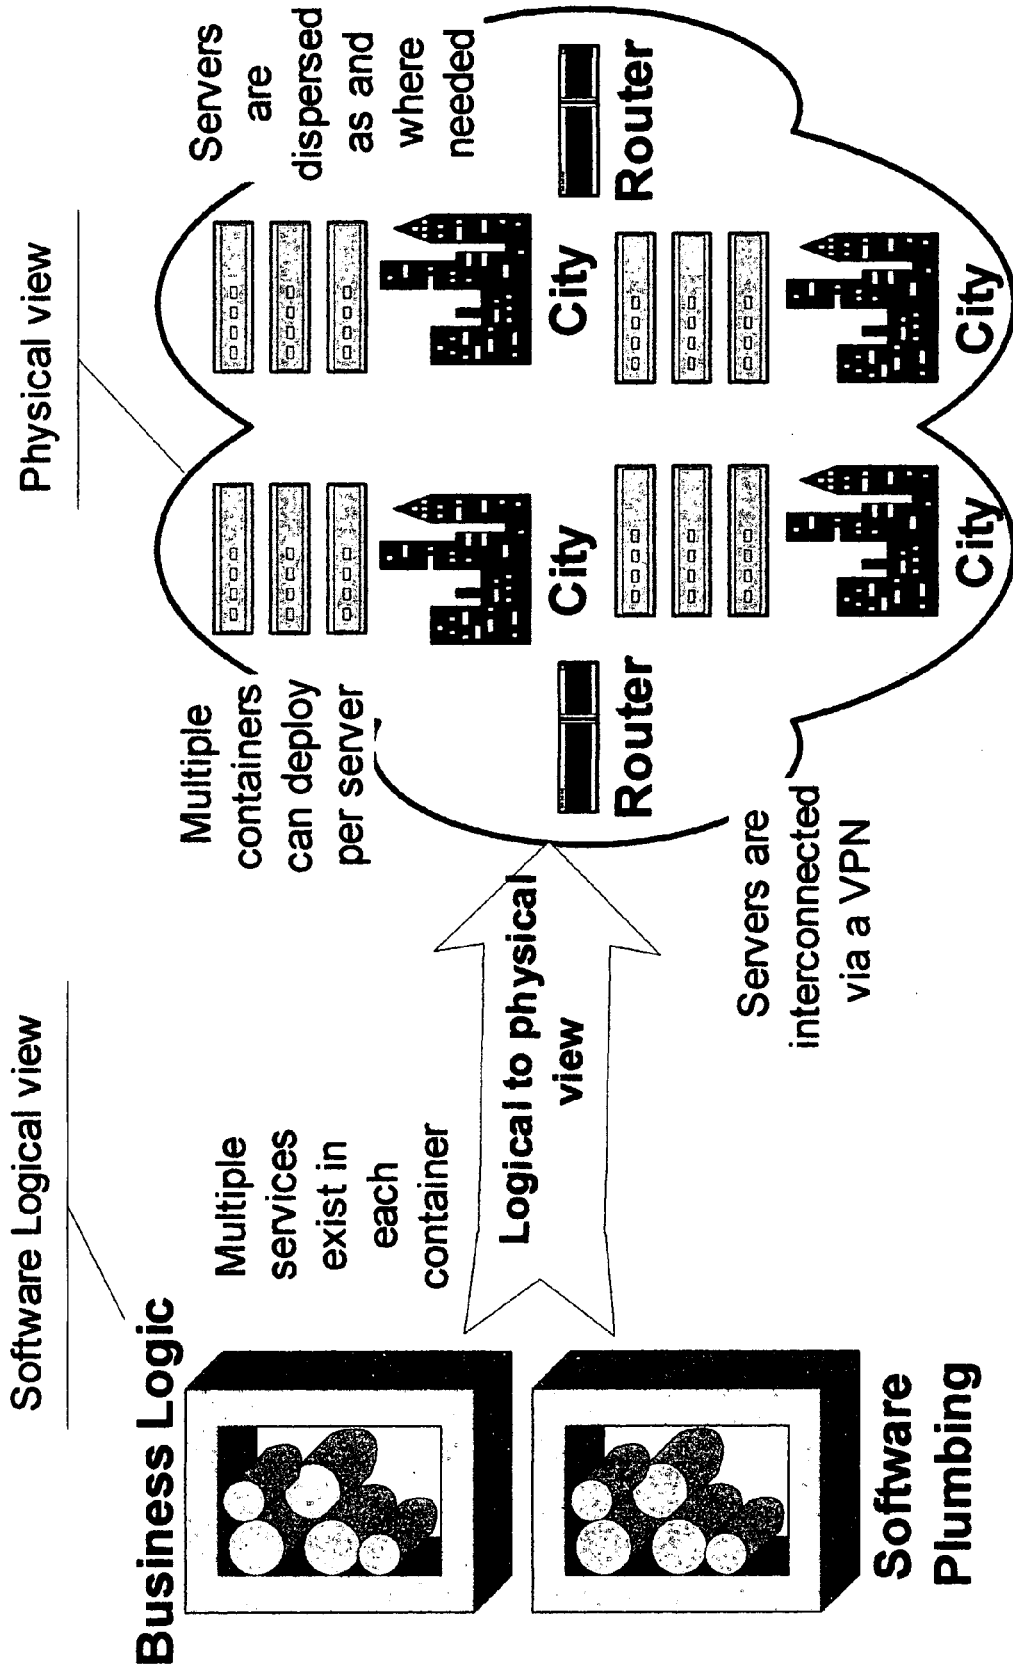 Software Logical view
Physical view
Business Logic
Multiple
services
exist in
each
container
Multiple
containers
can deploy
per server
Servers
are
dispersed
as and
where
needed
City
City
Router
Router
Logical to physical
view
City
City
Servers are
interconnected
via a VPN
Software
Plumbing